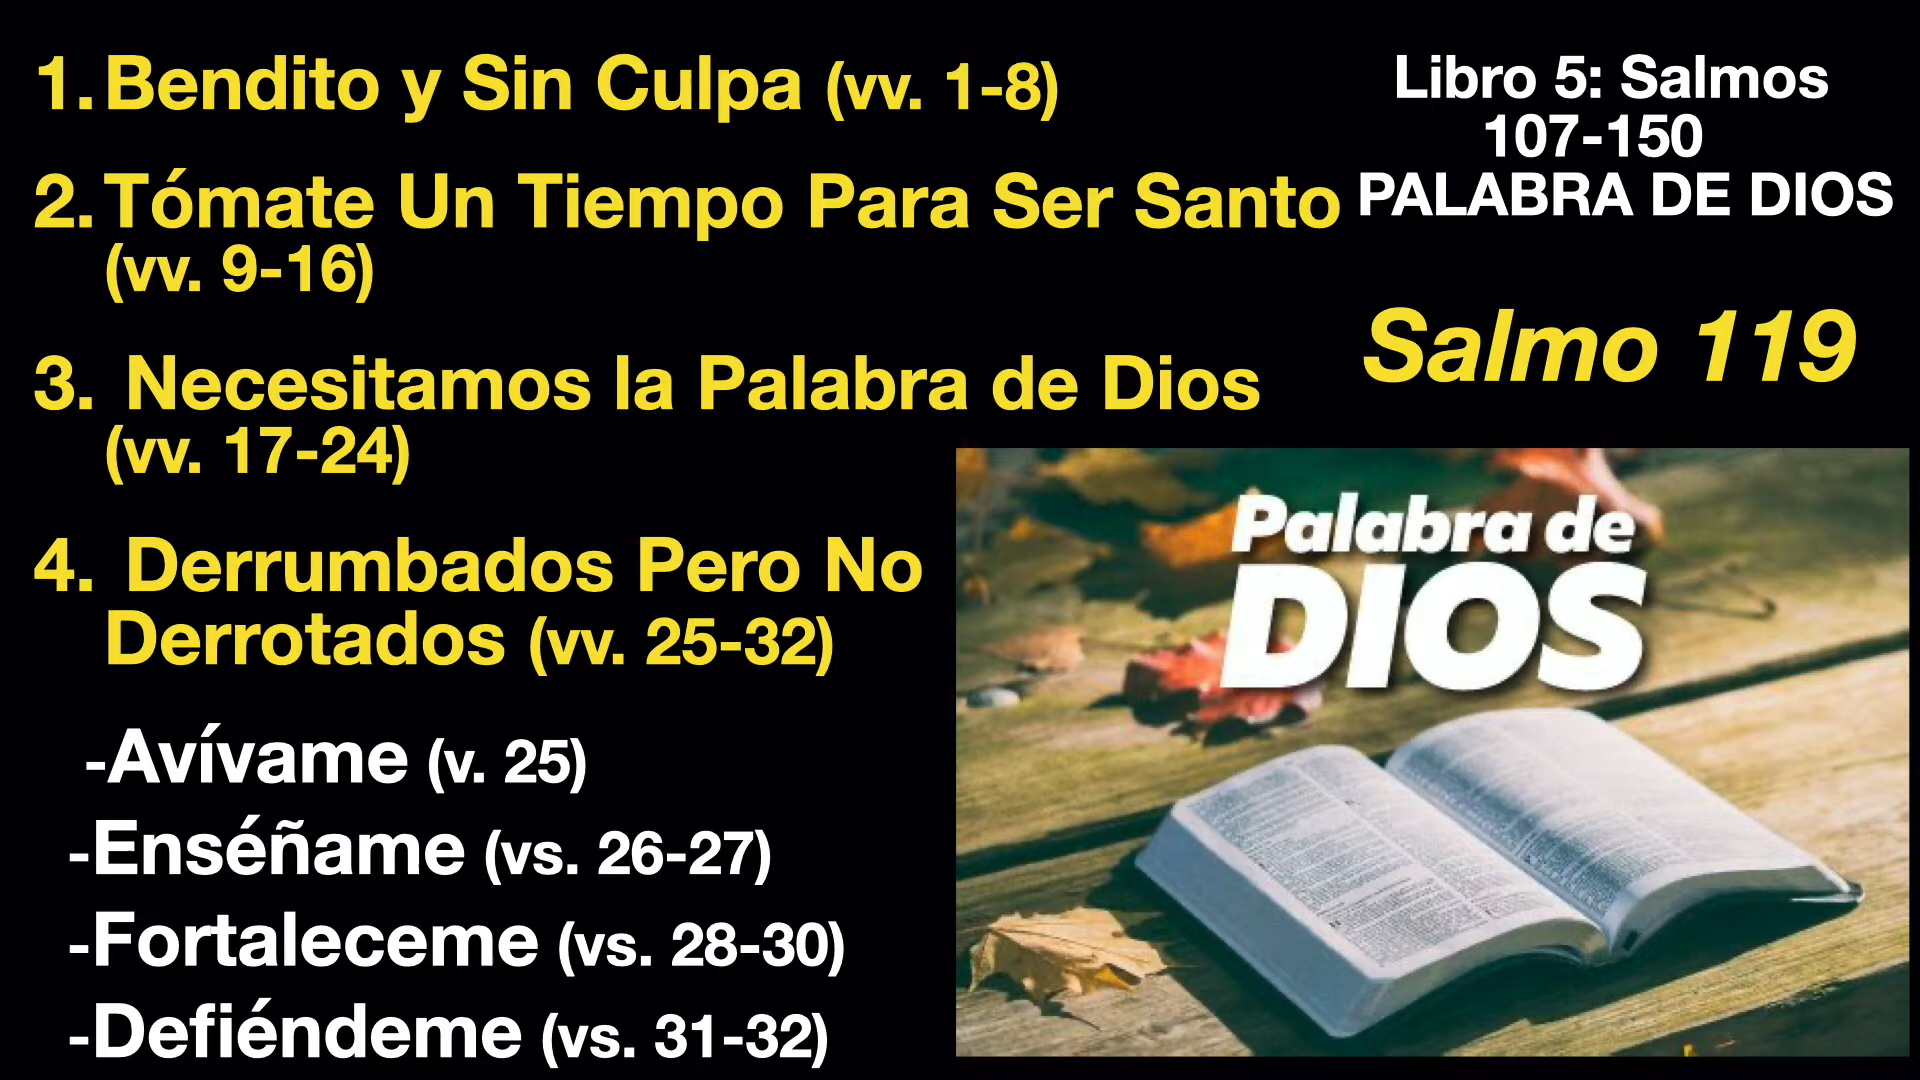 1. Bendito y Sin Culpa (vv. 1-8)
2. Tómate Un Tiempo Para Ser Santo
(vv. 9-16)
3. Necesitamos la Palabra de Dios
(vv. 17-24)
4. Derrumbados Pero No
Derrotados (vv. 25-32)
-Avívame (v. 25)
-Enséñame (vs. 26-27)
-Fortaleceme (vs. 28-30)
-Defiéndeme (vs. 31-32)
Libro 5: Salmos
107-150
PALABRA DE DIOS
Salmo 119
Palabra de
DIOS